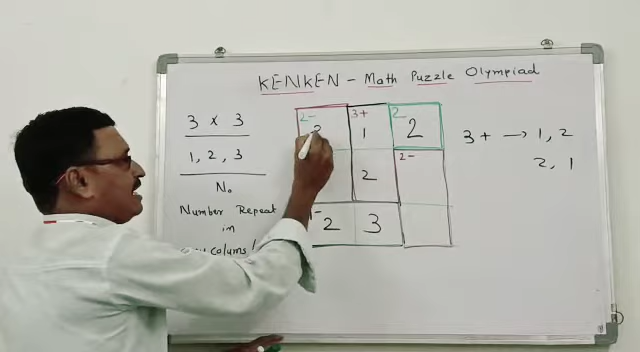 KENKEN - Math Puzzle Olympiad
3 x 3
1, 2, 3
No
Number Repeat
in
2- 3+ 1 2- 2
2 2-
- 2 3
3+ → 1, 2
2, 1